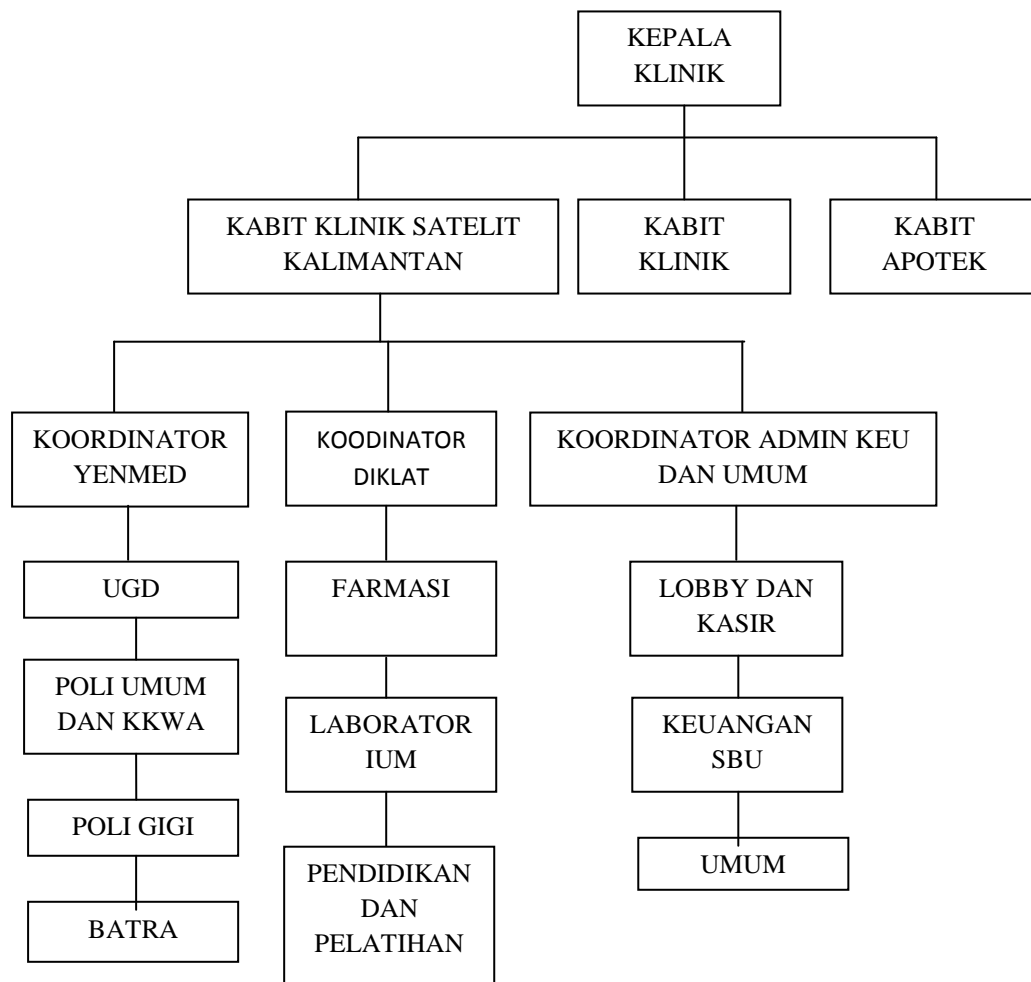 KEPALA
KLINIK
KABIT KLINIK SATELIT
KALIMANTAN
KABIT
KLINIK
KABIT
APOTEK
KOORDINATOR
YENMED
KOODINATOR
DIKLAT
KOORDINATOR ADMIN KEU
DAN UMUM
UGD
FARMASI
LOBBY DAN
KASIR
POLI UMUM
DAN KKWA
LABORATOR
IUM
KEUANGAN
SBU
POLI GIGI
PENDIDIKAN
DAN
PELATIHAN
UMUM
BATRA